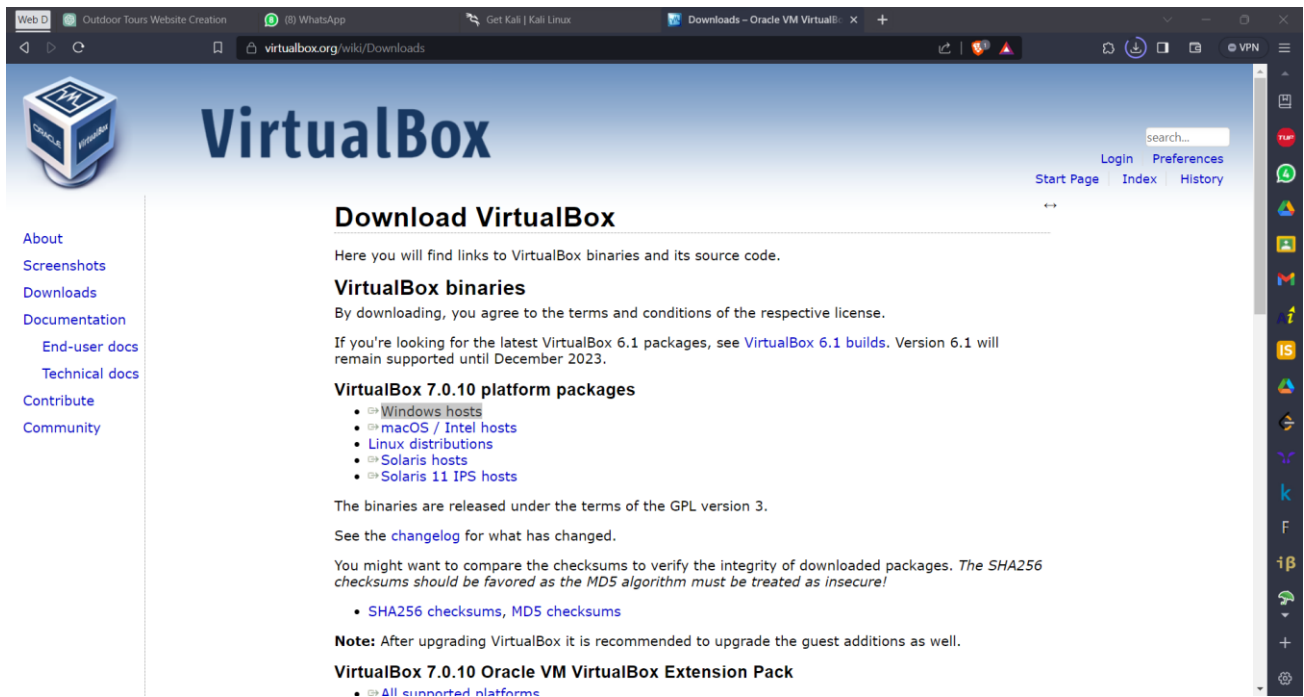 Web D
Outdoor Tours Website Creation
(8) WhatsApp
Get Kali | Kali Linux
Downloads – Oracle VM VirtualBo
virtualbox.org/wiki/Downloads
VPN
ORACLE
VirtualBox
VirtualBox
search...
Login Preferences
Start Page Index History
About
Screenshots
Downloads
Documentation
End-user docs
Technical docs
Contribute
Community
Download VirtualBox
Here you will find links to VirtualBox binaries and its source code.
VirtualBox binaries
By downloading, you agree to the terms and conditions of the respective license.
If you're looking for the latest VirtualBox 6.1 packages, see VirtualBox 6.1 builds. Version 6.1 will
remain supported until December 2023.
VirtualBox 7.0.10 platform packages
Windows hosts
macOS / Intel hosts
Linux distributions
Solaris hosts
Solaris 11 IPS hosts
The binaries are released under the terms of the GPL version 3.
See the changelog for what has changed.
You might want to compare the checksums to verify the integrity of downloaded packages. The SHA256
checksums should be favored as the MD5 algorithm must be treated as insecure!
SHA256 checksums, MD5 checksums
Note: After upgrading VirtualBox it is recommended to upgrade the guest additions as well.
VirtualBox 7.0.10 Oracle VM VirtualBox Extension Pack
All supported platforms
TUF
4
IS
k
F
iβ